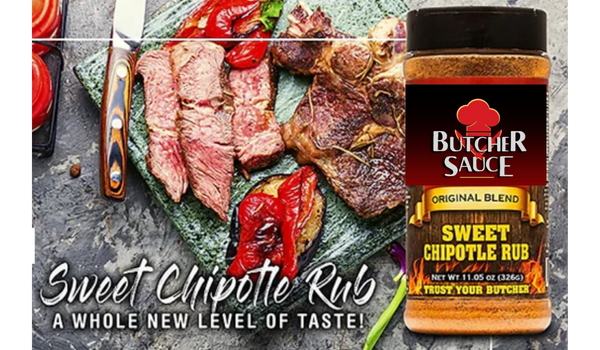 BUTCHER
SAUCE
ORIGINAL BLEND
SWEET
CHIPOTLE RUB
NET WT 11.05 OZ (326G)
TRUST YOUR BUTCHER
Sweet Chipotle Rub
A WHOLE NEW LEVEL OF TASTE!